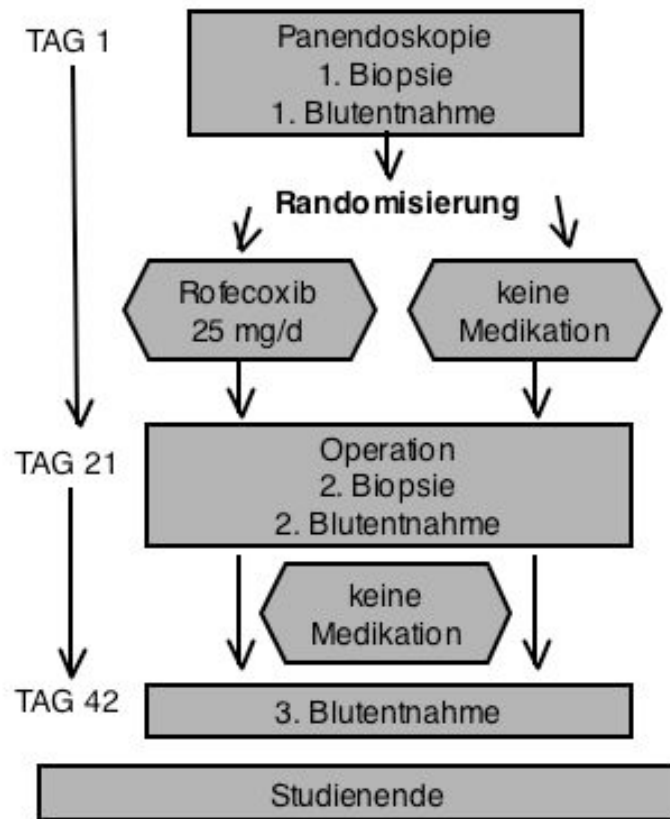 TAG 1
Panendoskopie
1. Biopsie
1. Blutentnahme
Randomisierung
Rofecoxib
25 mg/d
keine
Medikation
TAG 21
Operation
2. Biopsie
2. Blutentnahme
keine
Medikation
TAG 42
3. Blutentnahme
Studienende